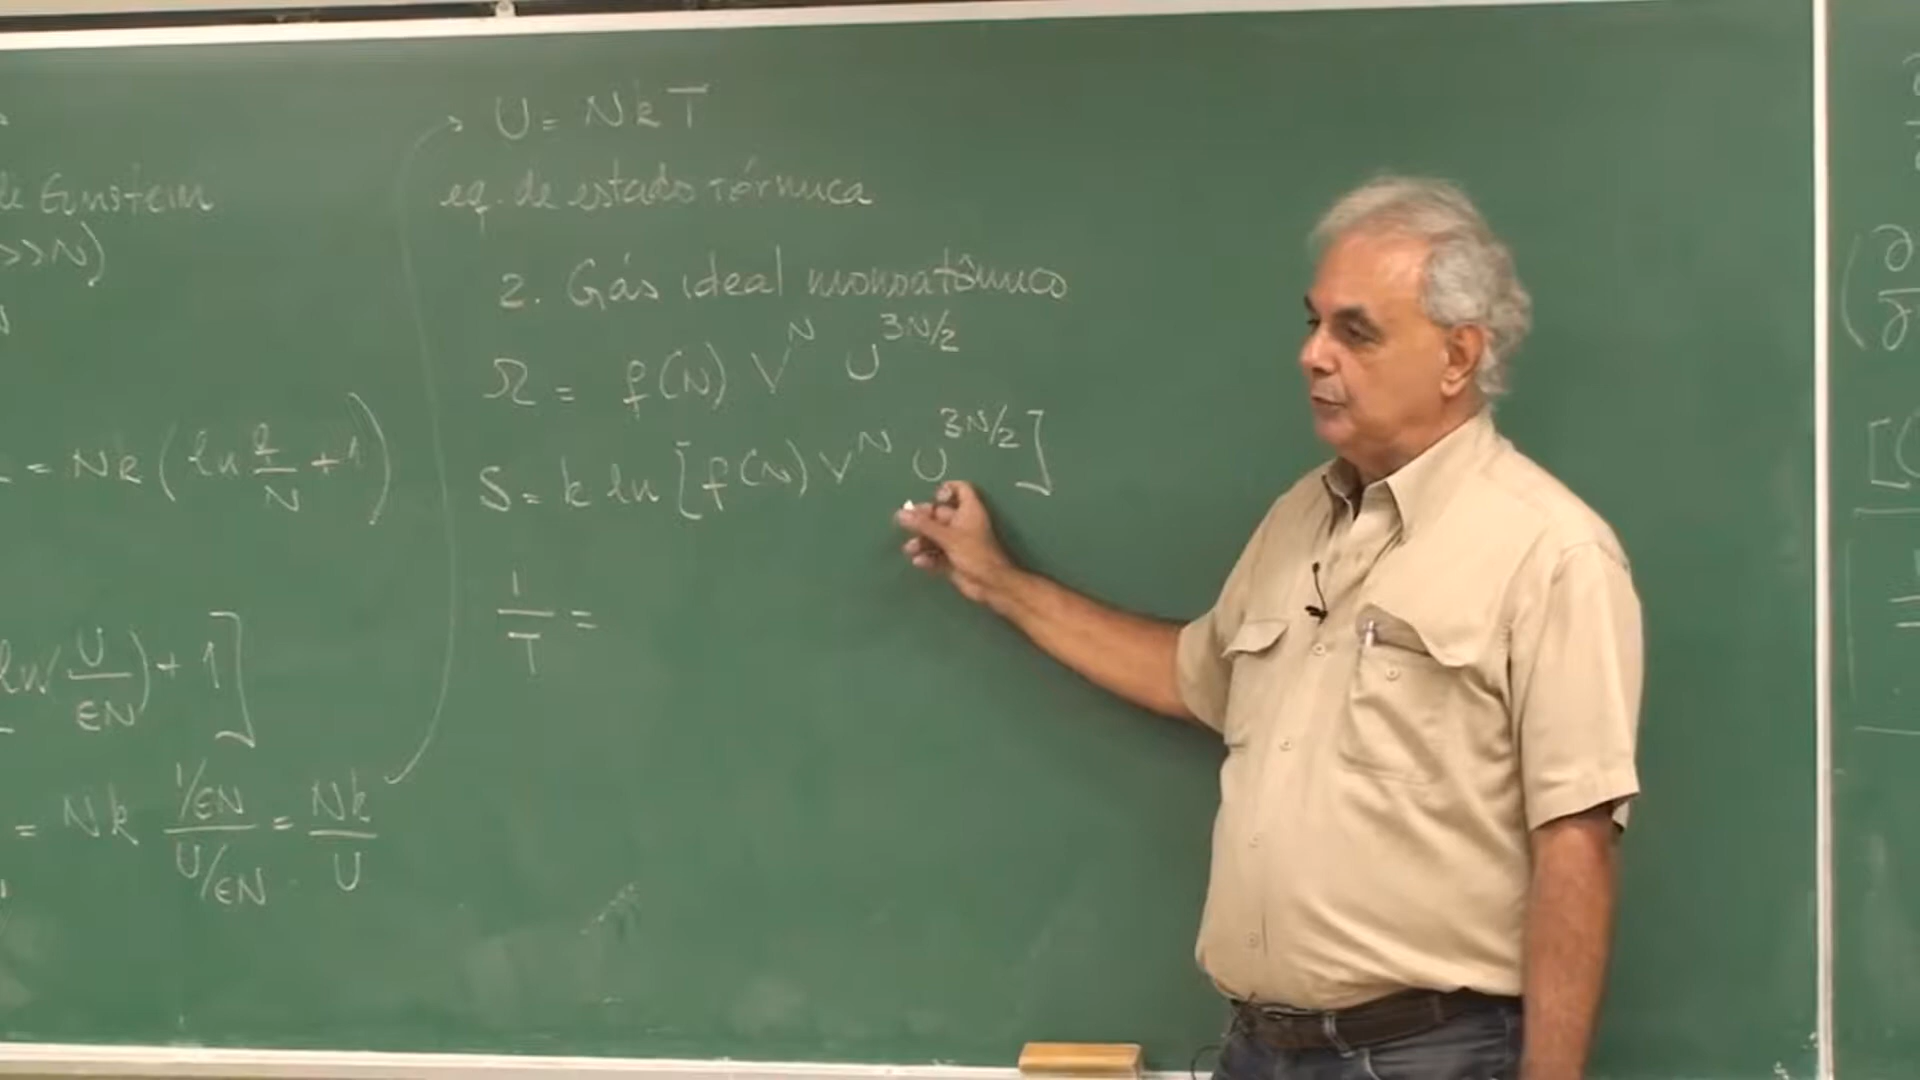 de Einstein
>>N)
= Nk ( ln q/N + 1 )
ln( U/εN ) + 1 ]
= Nk (1/εN)/(U/εN) = Nk/U
U = NkT
eq. de estado térmica
2. Gás ideal monoatômico
Ω = f(N) V^N U^{3N/2}
S = k ln [ f(N) V^N U^{3N/2} ]
1/T =